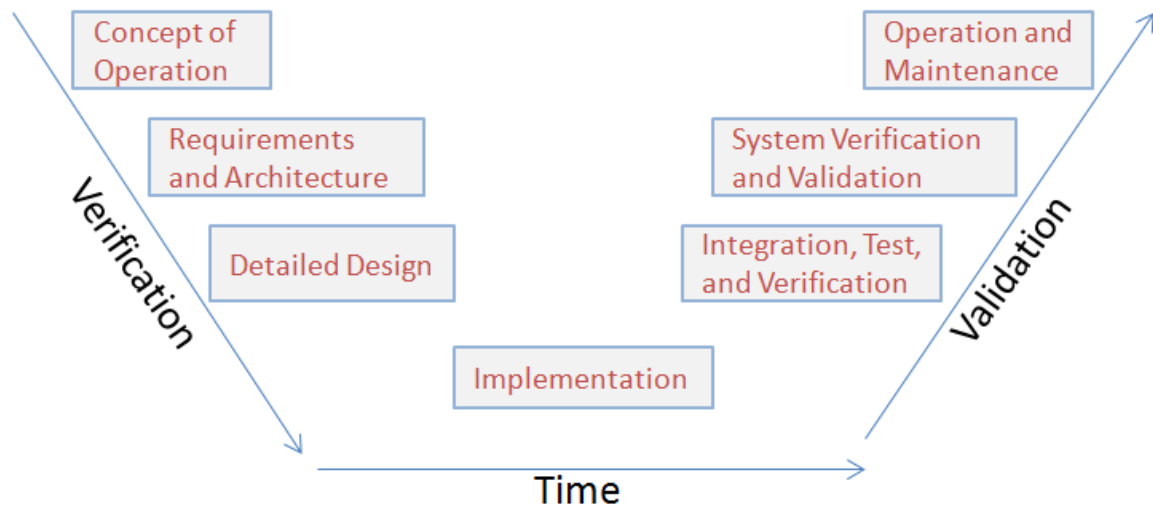 Concept of
Operation
Requirements
and Architecture
Detailed Design
Verification
Implementation
Time
Integration, Test,
and Verification
System Verification
and Validation
Operation and
Maintenance
Validation